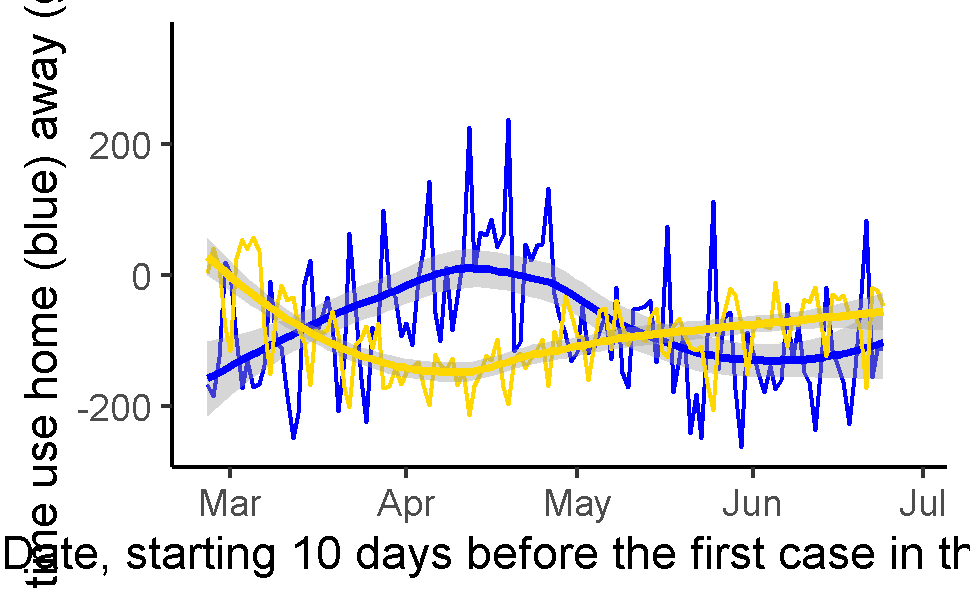 time use home (blue) away (
200
0
-200
Mar Apr May Jun Jul
Date, starting 10 days before the first case in th